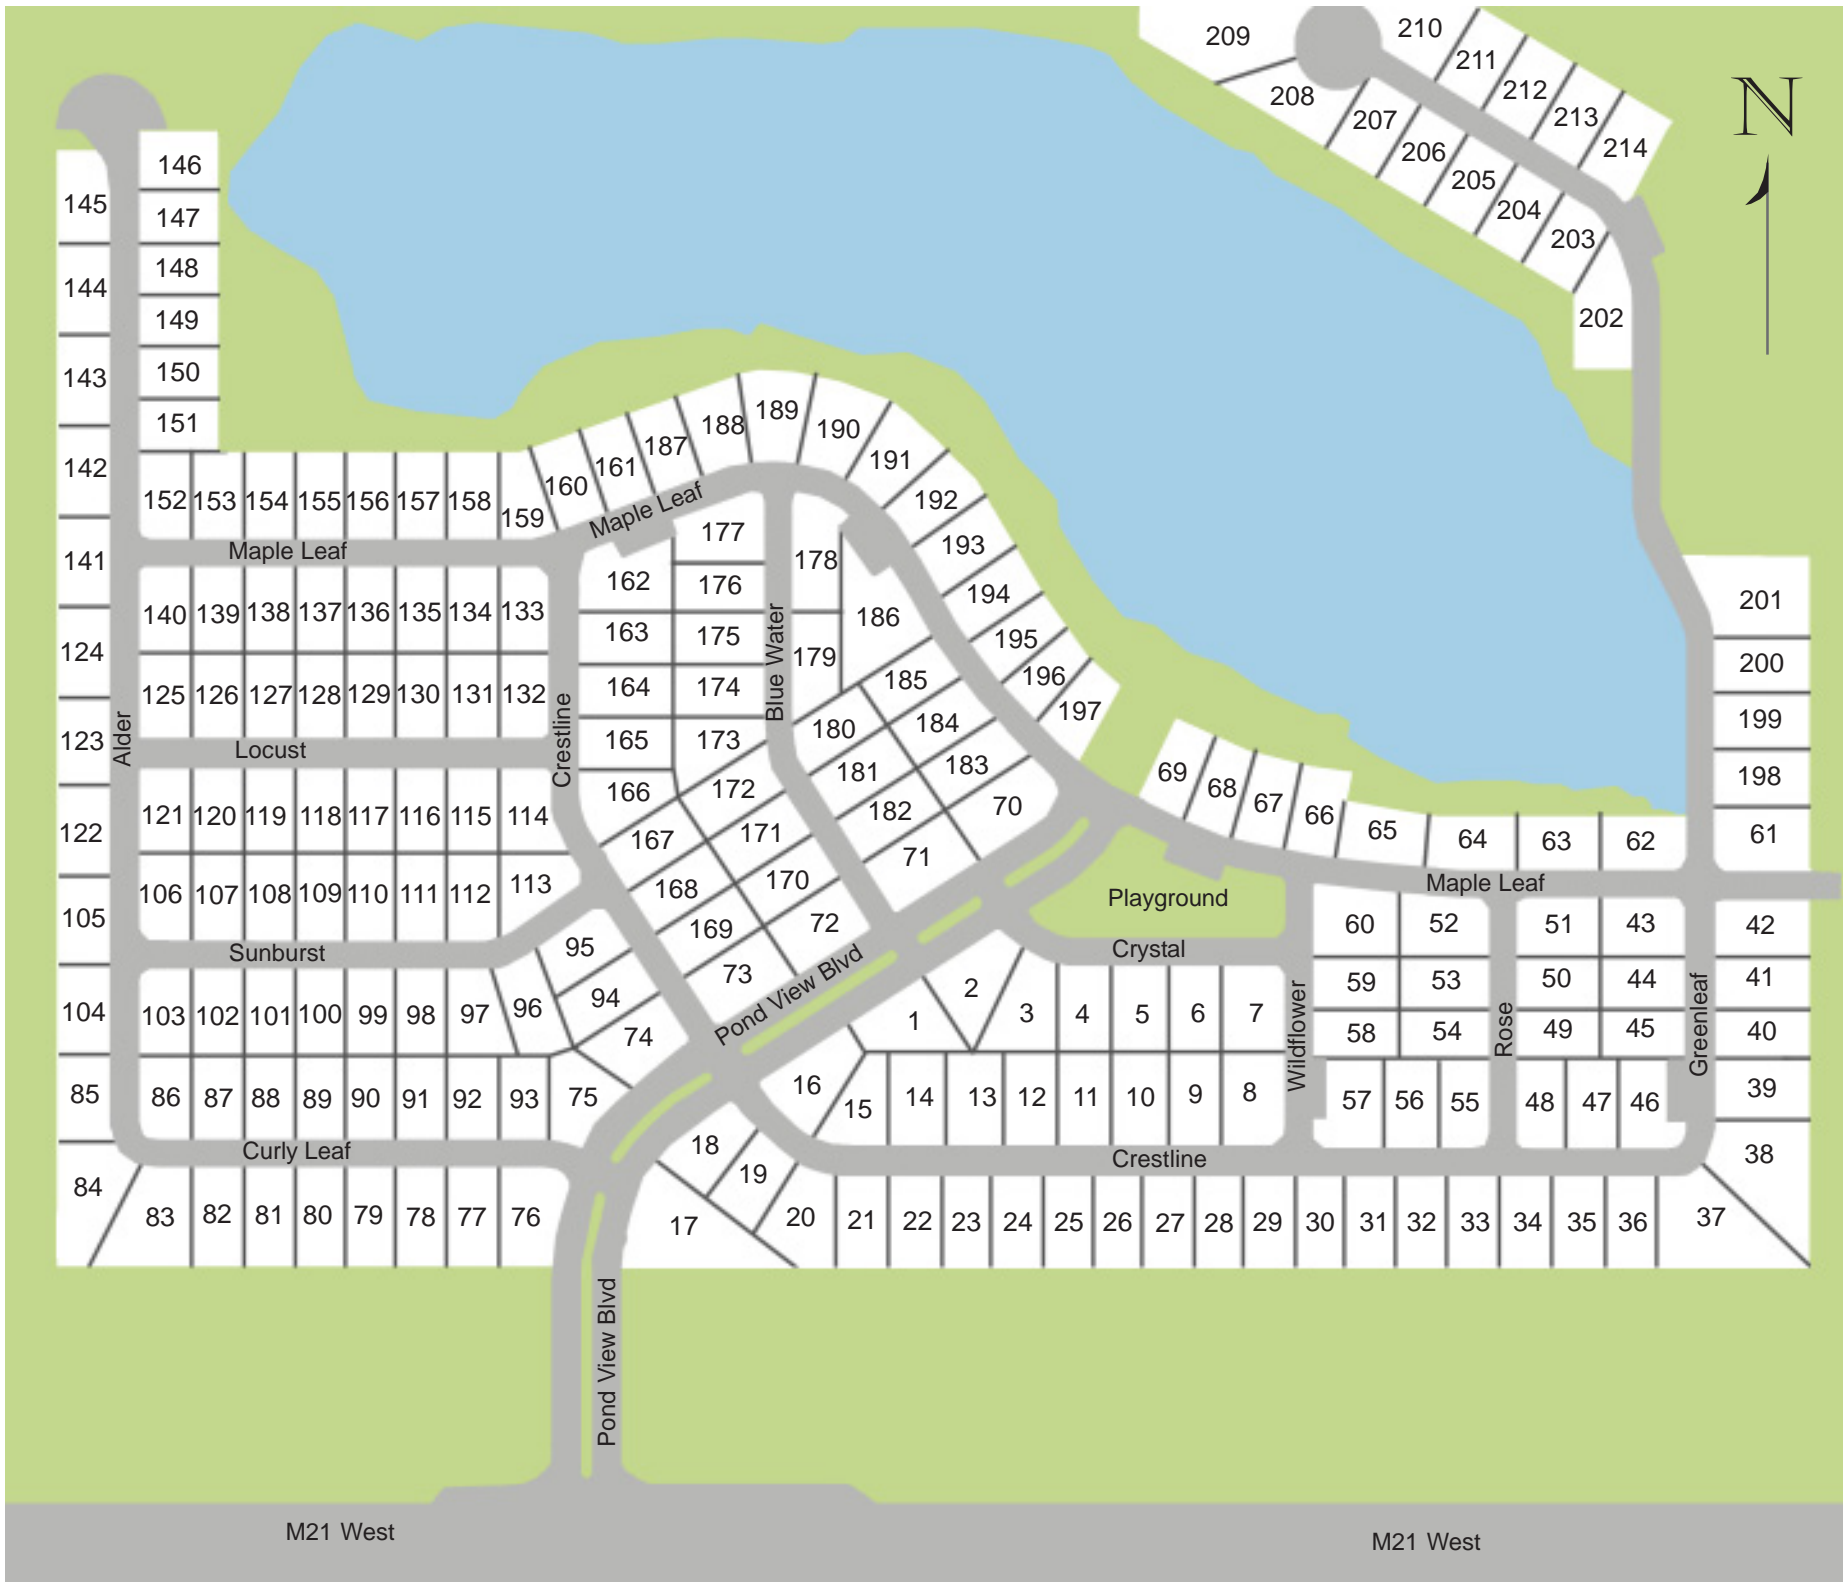 209
210
211
208
212
207
213
206
214
205
204
203
202
N
146
145
147
148
144
149
150
143
151
142
152 153 154 155 156 157 158 159 160 161 187 188 189 190 191
192
193
194
195
196
197
Maple Leaf
Maple Leaf
141
140 139 138 137 136 135 134 133
162
177
176
178
163
175
186
124
125 126 127 128 129 130 131 132
164
174
179
185
Blue Water
Crestline
Alder
123
Locust
165
173
180
184
201
200
199
198
61
122
121 120 119 118 117 116 115 114
166
172
181
183
167
171
182
70
69 68 67 66 65 64 63 62
105
106 107 108 109 110 111 112 113
168
170
71
Playground
Maple Leaf
60 52 51 43 42
Sunburst
95
169
72
Crystal
73
Pond View Blvd
104
103 102 101 100 99 98 97 96
94
74
1
2
3 4 5 6 7
59 53 50 44 41
58 54 49 45 40
Wildflower
Rose
Greenleaf
85
86 87 88 89 90 91 92 93 75
16
15 14 13 12 11 10 9 8
57 56 55 48 47 46 39
Curly Leaf
18
19
Crestline
38
84
83 82 81 80 79 78 77 76
17
20 21 22 23 24 25 26 27 28 29 30 31 32 33 34 35 36 37
Pond View Blvd
M21 West
M21 West